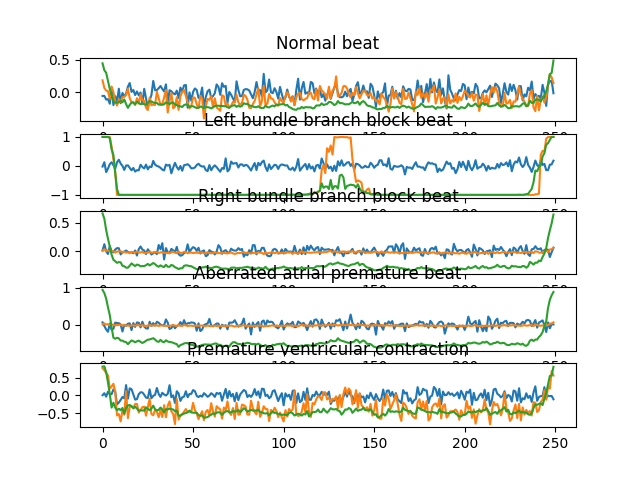 Normal beat
0.5
0.0
Left bundle branch block beat
1
0
−1
Right bundle branch block beat
0.5
0.0
Aberrated atrial premature beat
1
0
Premature ventricular contraction
0.5
0.0
−0.5
0 50 100 150 200 250